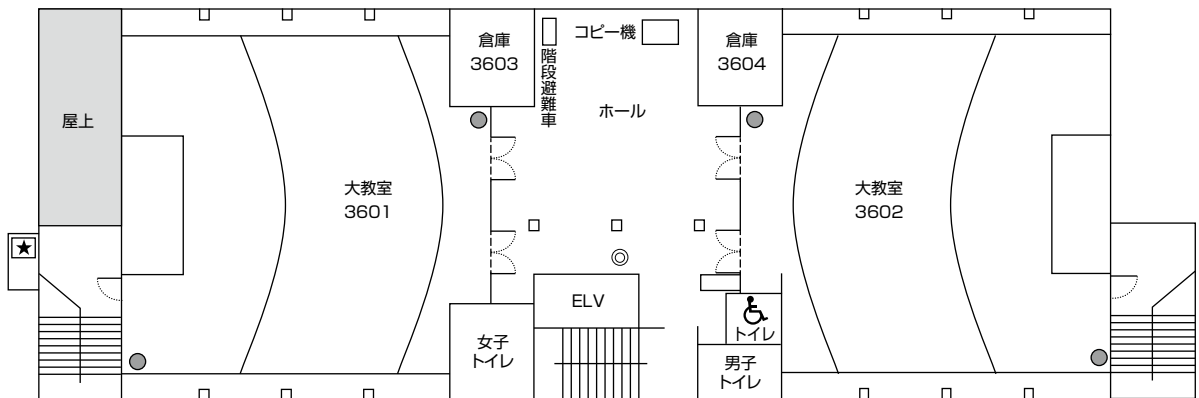 倉庫
3603
コピー機
倉庫
3604
階段避難車
ホール
屋上
大教室
3601
大教室
3602
★
ELV
女子
トイレ
トイレ
男子
トイレ